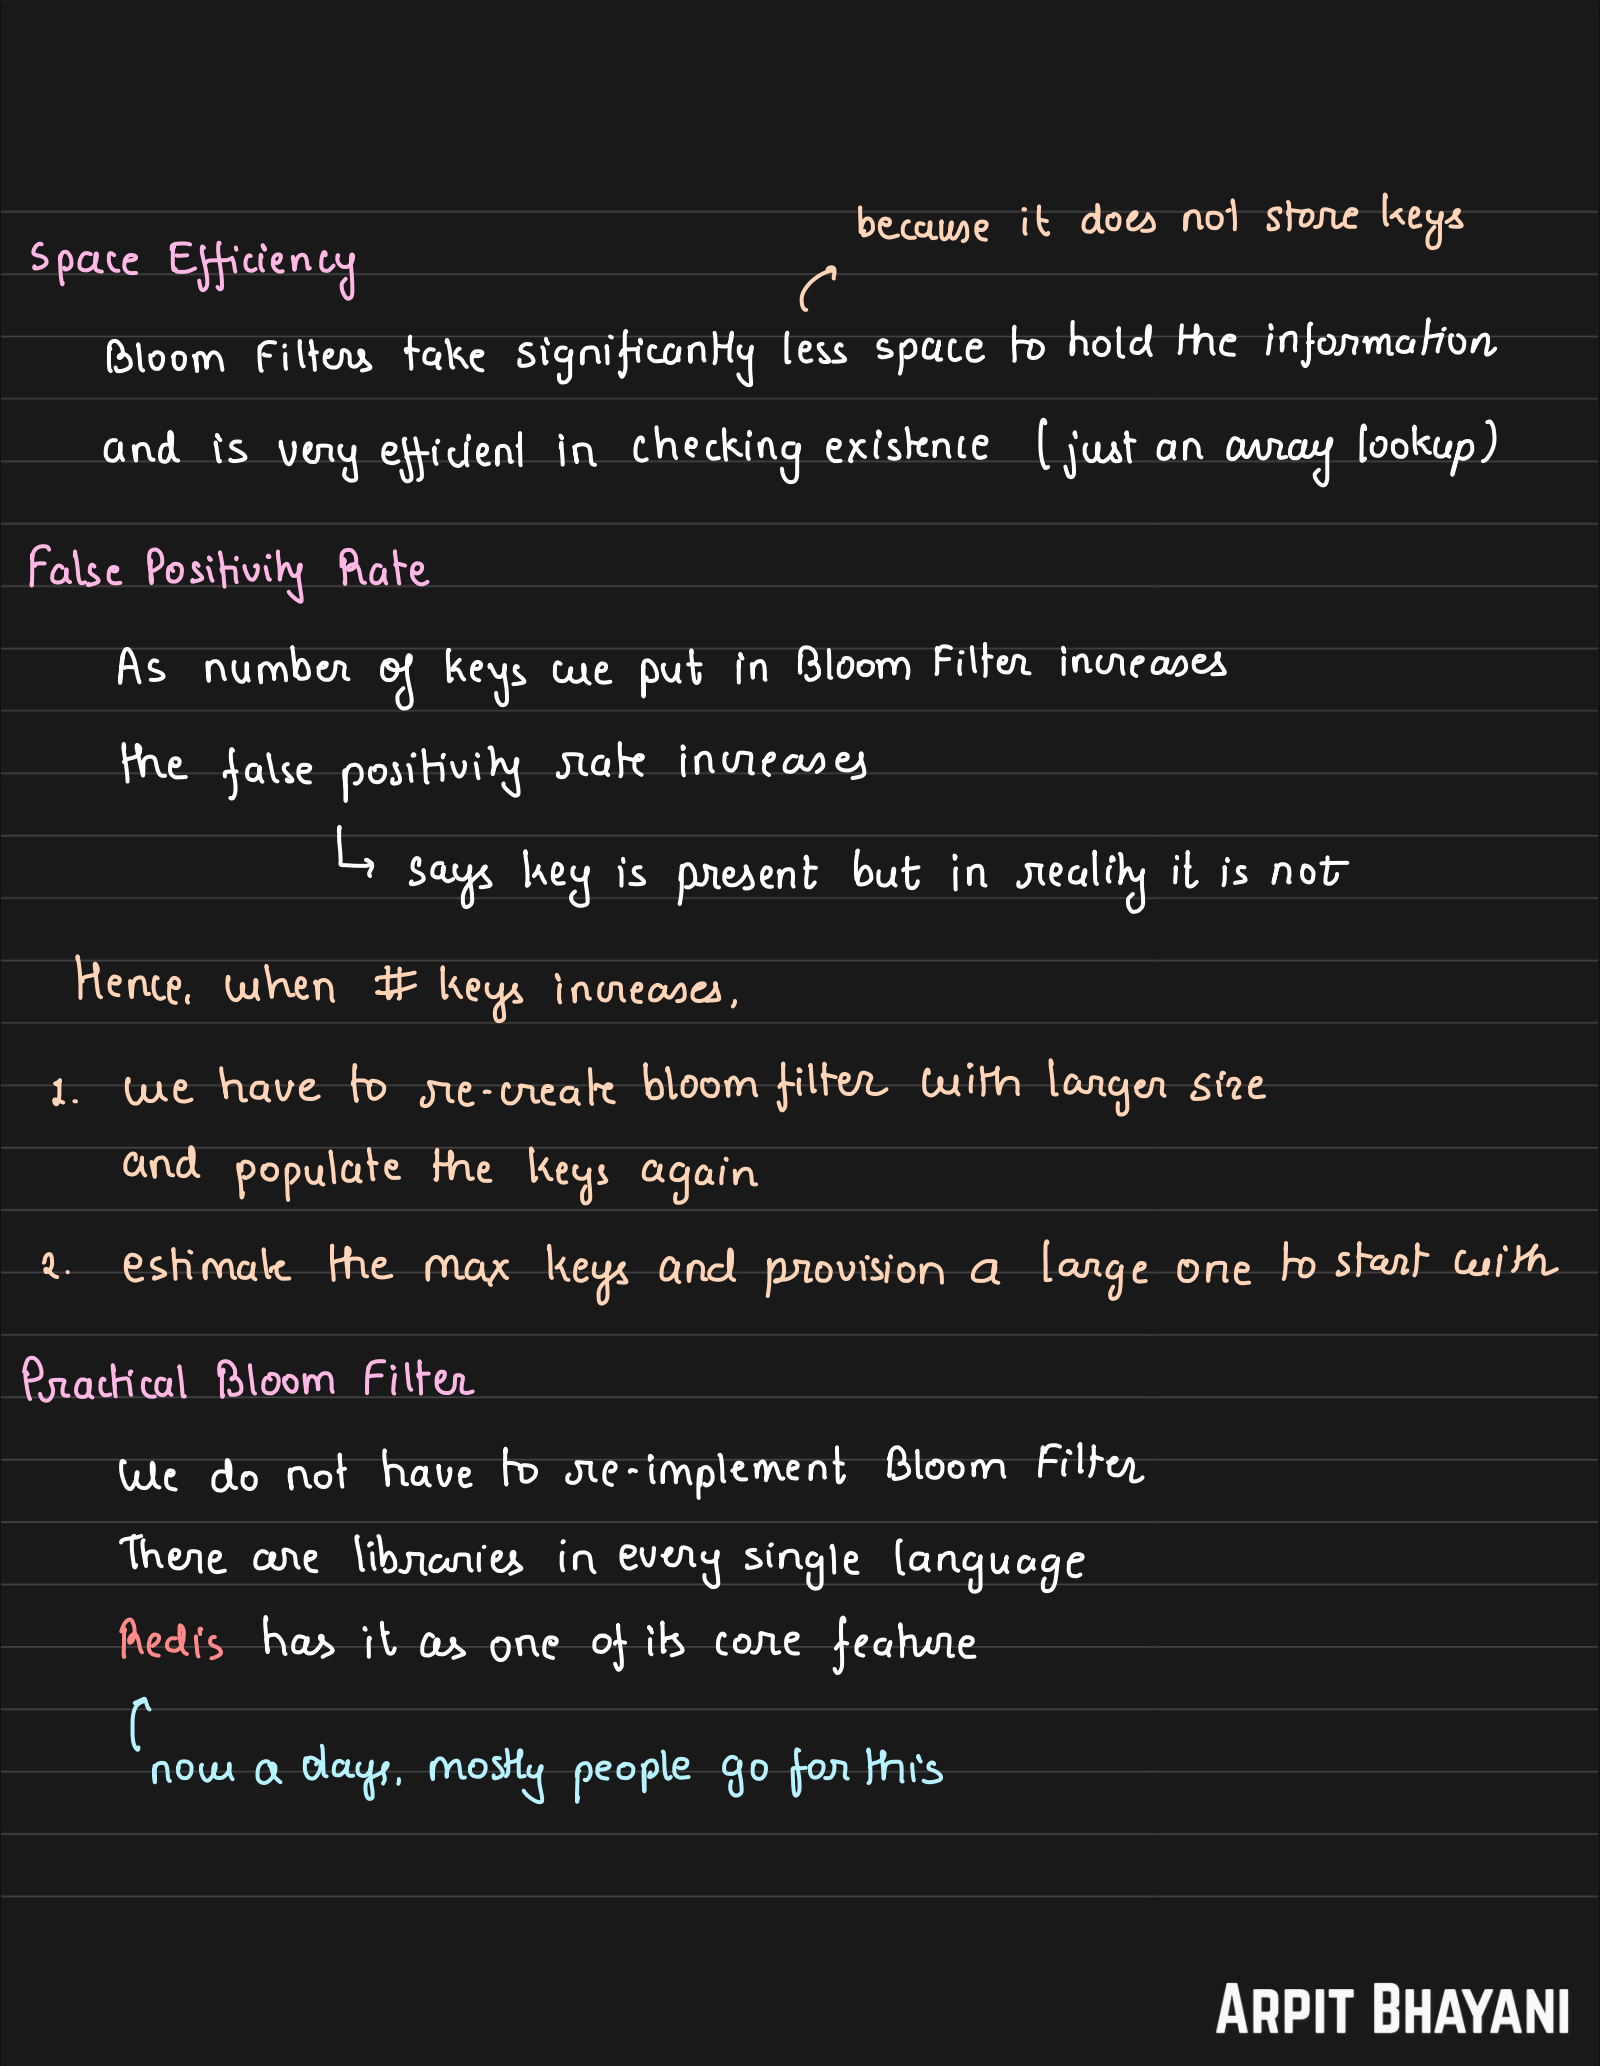 because it does not store keys
Space Efficiency
Bloom Filters take significantly less space to hold the information
and is very efficient in checking existence (just an array lookup)
False Positivity Rate
As number of keys we put in Bloom Filter increases
the false positivity rate increases
says key is present but in reality it is not
Hence, when # keys increases,
1. we have to re-create bloom filter with larger size
and populate the keys again
2. estimate the max keys and provision a large one to start with
Practical Bloom Filter
We do not have to re-implement Bloom Filter
There are libraries in every single language
Redis has it as one of its core feature
now a days, mostly people go for this
ARPIT BHAYANI